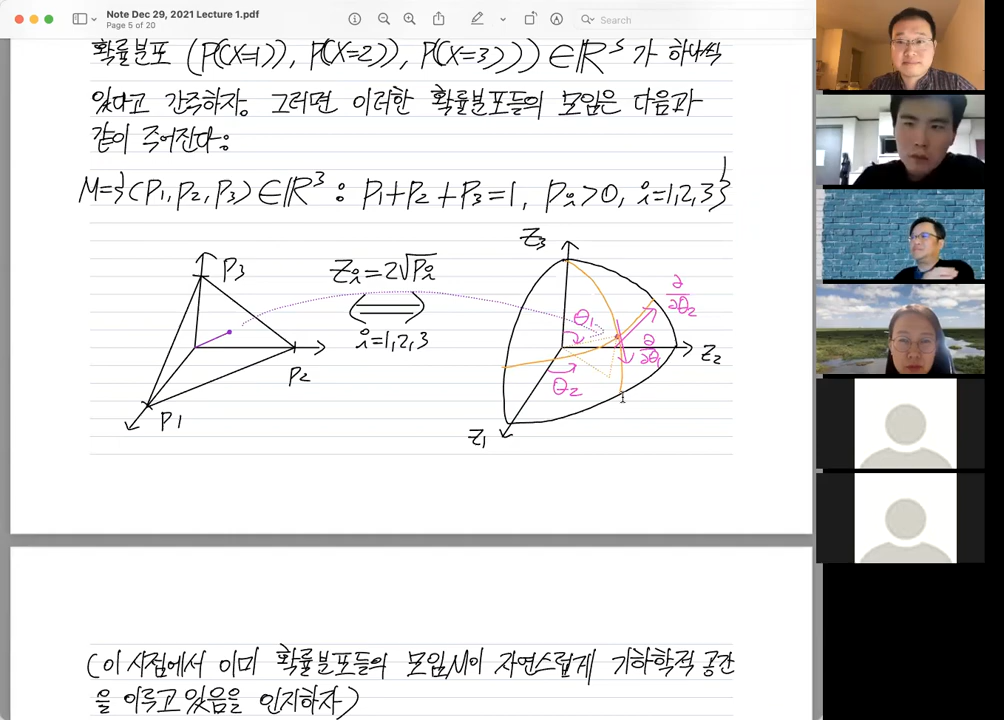 Note Dec 29, 2021 Lecture 1.pdf
Page 5 of 20
Search
확률분포 (P(X=1)), P(X=2)), P(X=3))) ∈ ℝ³ 가 하나씩
있다고 간주하자. 그러면 이러한 확률분포들의 모임은 다음과
같이 주어진다:
M={(P1, P2, P3) ∈ ℝ³ : P1+P2+P3=1, Pi>0, i=1,2,3}
P3
P2
P1
Zi=2√Pi
⟺
i=1,2,3
Z3
Z2
Z1
θ1
θ2
∂/∂θ2
∂/∂θ1
(이 시점에서 이미 확률분포들의 모임 M이 자연스럽게 기하학적 공간
을 이루고 있음을 인지하자)